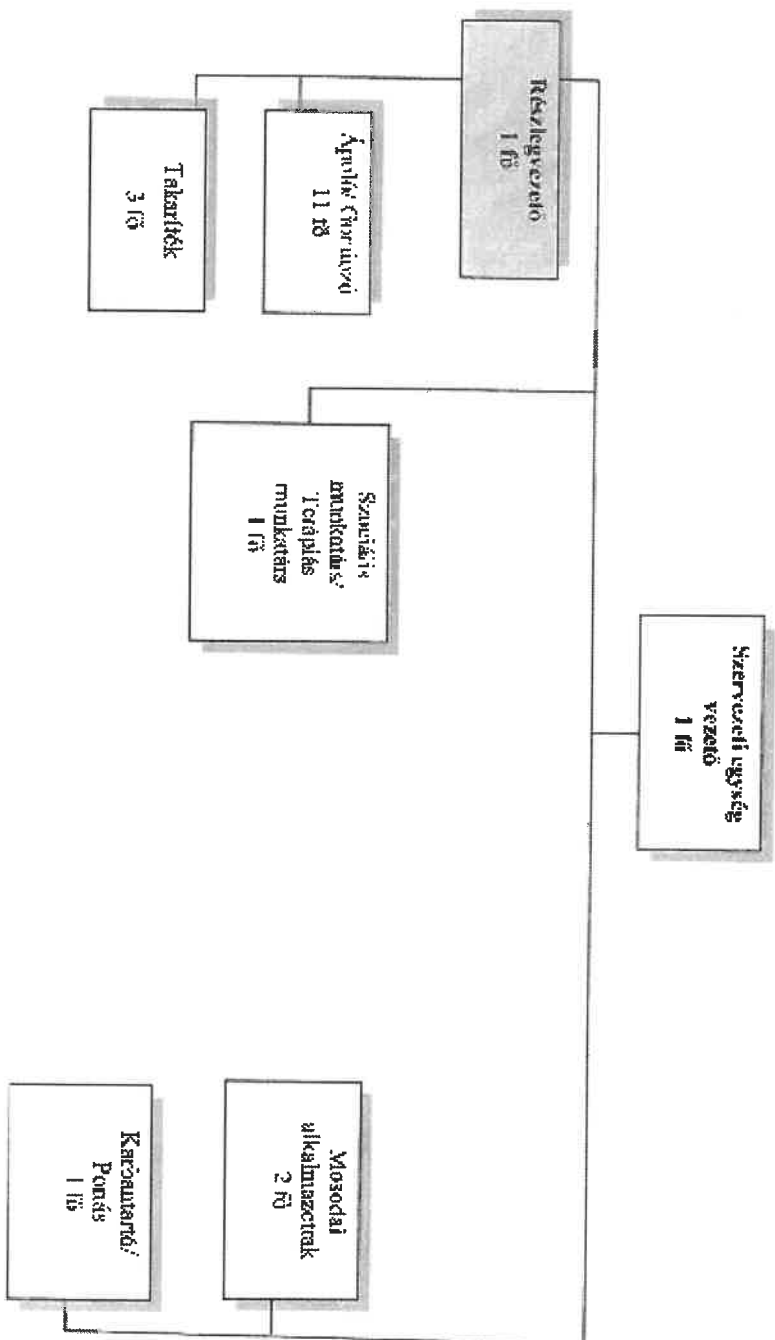 Szervezeti egység
vezető
1 fő
Részlegvezető
1 fő
Ápoló/ Gondozó
11 fő
Takarítók
3 fő
Szociális
munkatárs/
Terápiás
munkatárs
1 fő
Mosodai
alkalmazottak
2 fő
Karbantartó/
Portás
1 fő